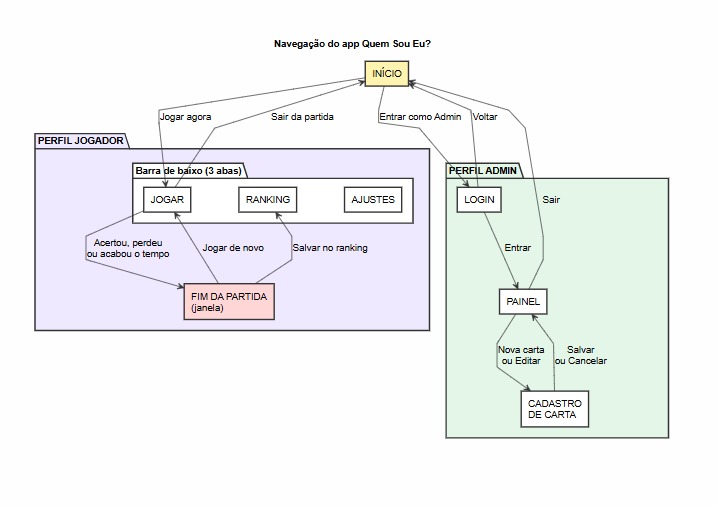 Navegação do app Quem Sou Eu?
INÍCIO
Jogar agora
Sair da partida
Entrar como Admin
Voltar
PERFIL JOGADOR
Barra de baixo (3 abas)
JOGAR
RANKING
AJUSTES
PERFIL ADMIN
LOGIN
Sair
Acertou, perdeu
ou acabou o tempo
Jogar de novo
Salvar no ranking
Entrar
FIM DA PARTIDA
(janela)
PAINEL
Nova carta
ou Editar
Salvar
ou Cancelar
CADASTRO
DE CARTA